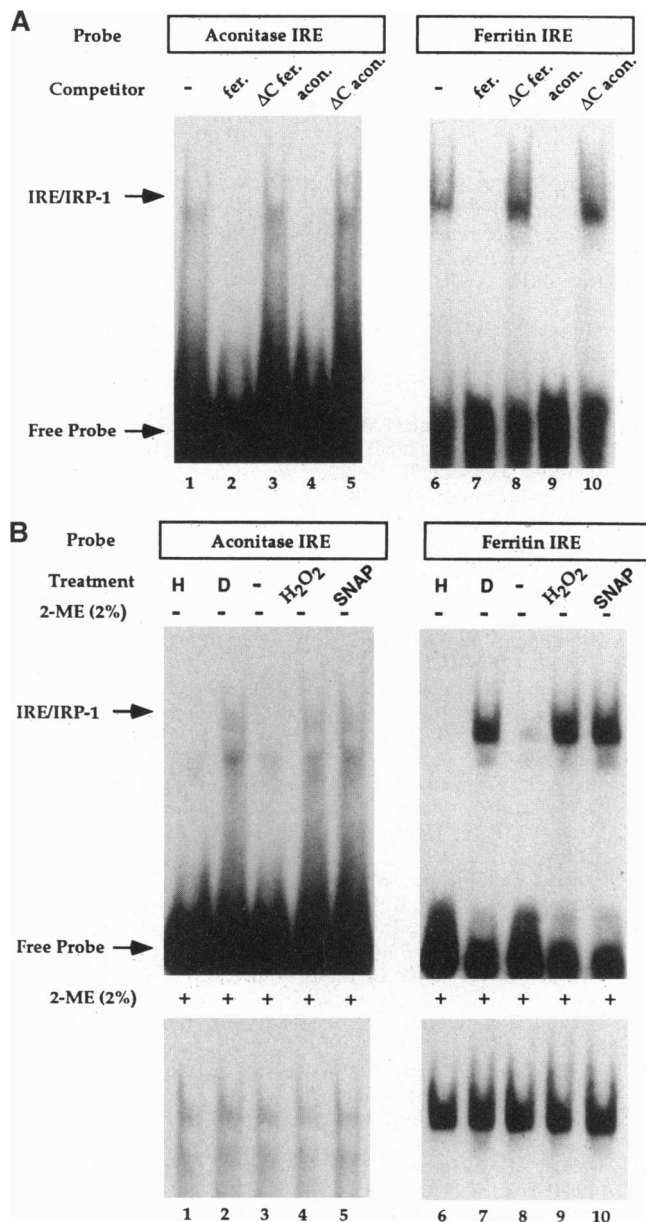 A
Probe Aconitase IRE Ferritin IRE
Competitor - fer. ΔC fer. acon. ΔC acon. - fer. ΔC fer. acon. ΔC acon.
IRE/IRP-1
Free Probe
1 2 3 4 5 6 7 8 9 10
B
Probe Aconitase IRE Ferritin IRE
Treatment H D - H2O2 SNAP H D - H2O2 SNAP
2-ME (2%) - - - - - - - - - -
IRE/IRP-1
Free Probe
2-ME (2%) + + + + + + + + + +
1 2 3 4 5 6 7 8 9 10